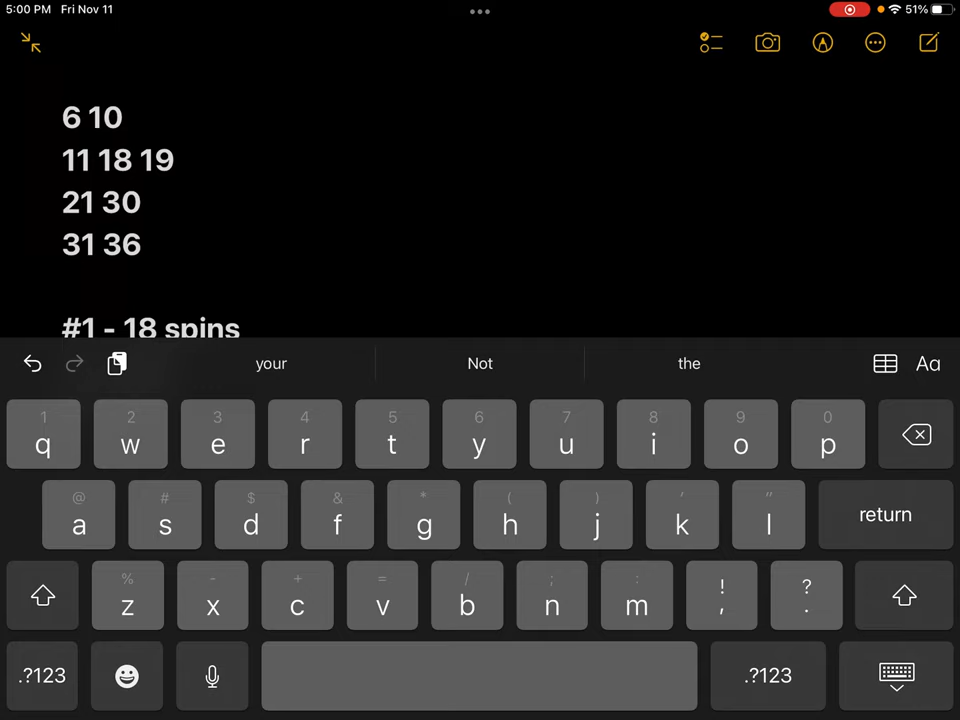 5:00 PM Fri Nov 11
51%
6 10
11 18 19
21 30
31 36
#1 - 18 spins
your Not the Aa
1 2 3 4 5 6 7 8 9 0
q w e r t y u i o p
@ # $ & * ( ) ' "
a s d f g h j k l return
% - + = / ; : ! ?
z x c v b n m , .
.?123 .?123